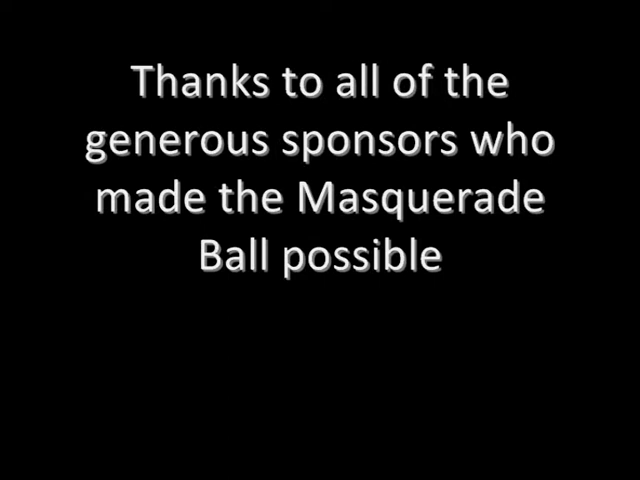 Thanks to all of the
generous sponsors who
made the Masquerade
Ball possible